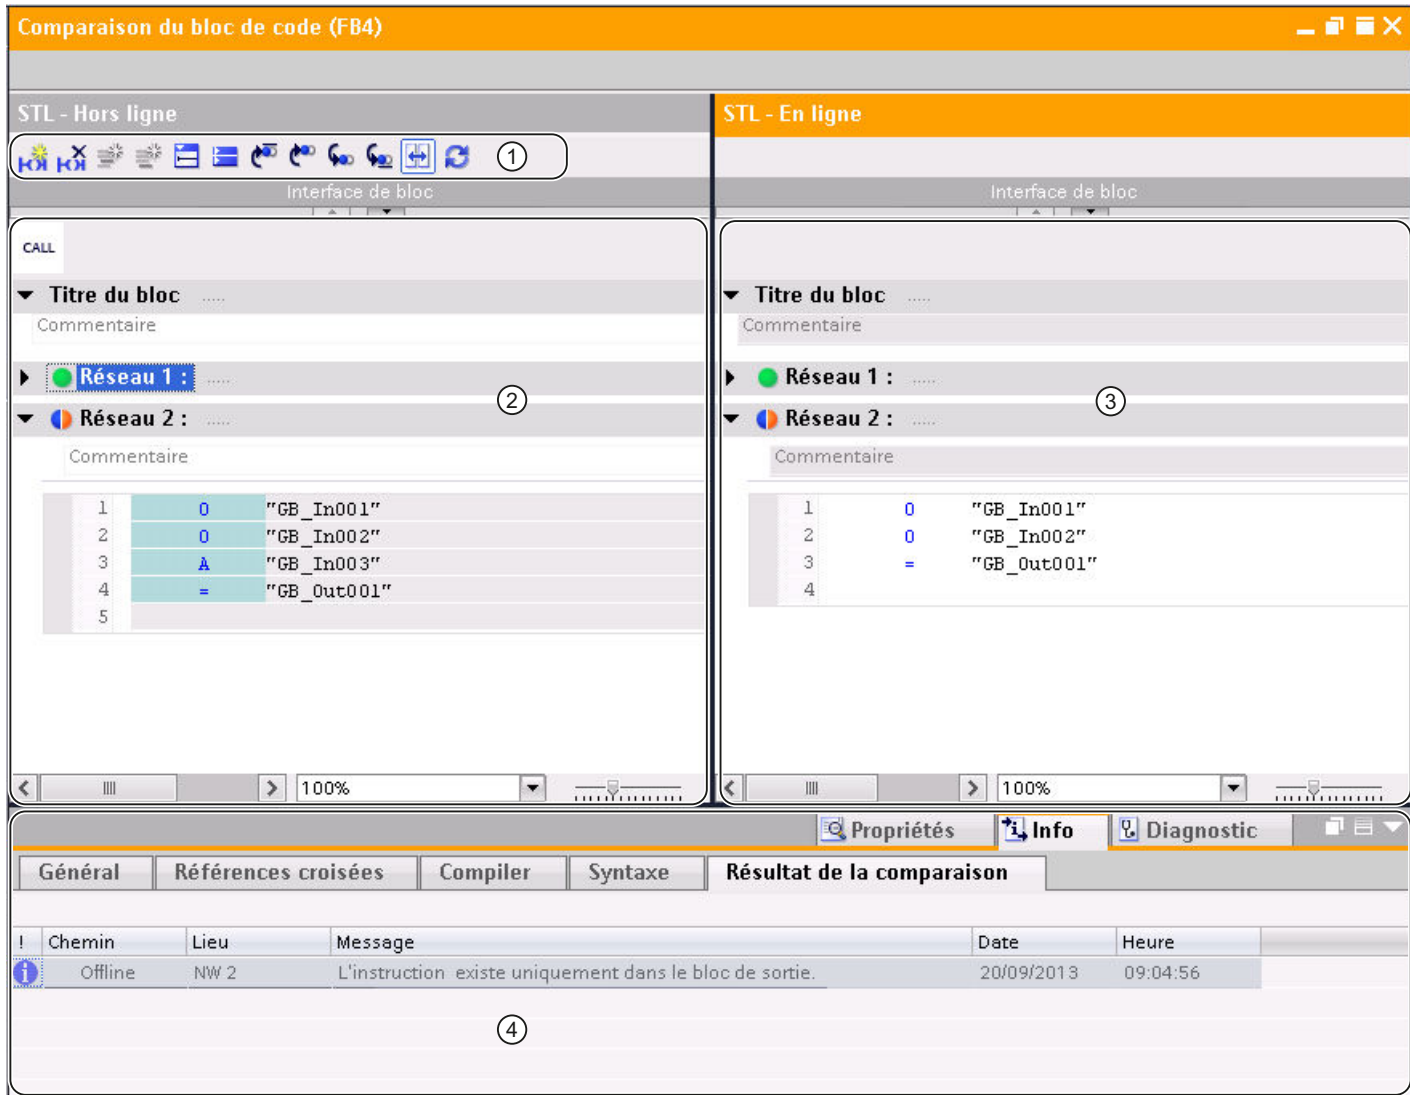 Comparaison du bloc de code (FB4)
STL - Hors ligne
STL - En ligne
1
Interface de bloc
Interface de bloc
CALL
Titre du bloc .....
Commentaire
Réseau 1 : .....
2
Réseau 2 : .....
Commentaire
1 O "GB_In001"
2 O "GB_In002"
3 A "GB_In003"
4 = "GB_Out001"
5
100%
Titre du bloc .....
Commentaire
Réseau 1 : .....
3
Réseau 2 : .....
Commentaire
1 O "GB_In001"
2 O "GB_In002"
3 = "GB_Out001"
4
100%
Propriétés Info Diagnostic
Général Références croisées Compiler Syntaxe Résultat de la comparaison
! Chemin Lieu Message Date Heure
Offline NW 2 L'instruction existe uniquement dans le bloc de sortie. 20/09/2013 09:04:56
4